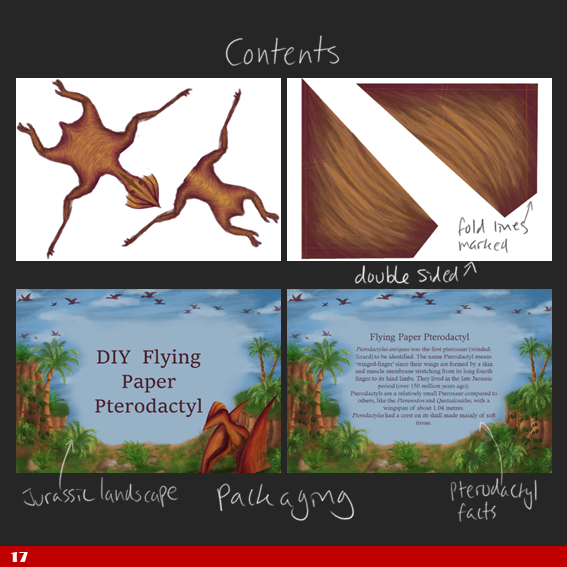 Contents
fold lines
marked
double sided
DIY Flying
Paper
Pterodactyl
Flying Paper Pterodactyl
Pterodactylus antiquus was the first pterosaur (winged-
lizard) to be identified. The name Pterodactyl means
'winged-finger' since their wings are formed by a skin
and muscle membrane stretching from its long fourth
finger to its hind limbs. They lived in the late Jurassic
period (over 150 million years ago).
Pterodactyls are a relatively small Pterosaur compared to
others, like the Pteranodon and Quetzalcoatlus, with a
wingspan of about 1.04 metres.
Pterodactylus had a crest on its skull made mainly of soft
tissue.
Jurassic landscape
Packaging
Pterodactyl
facts
17